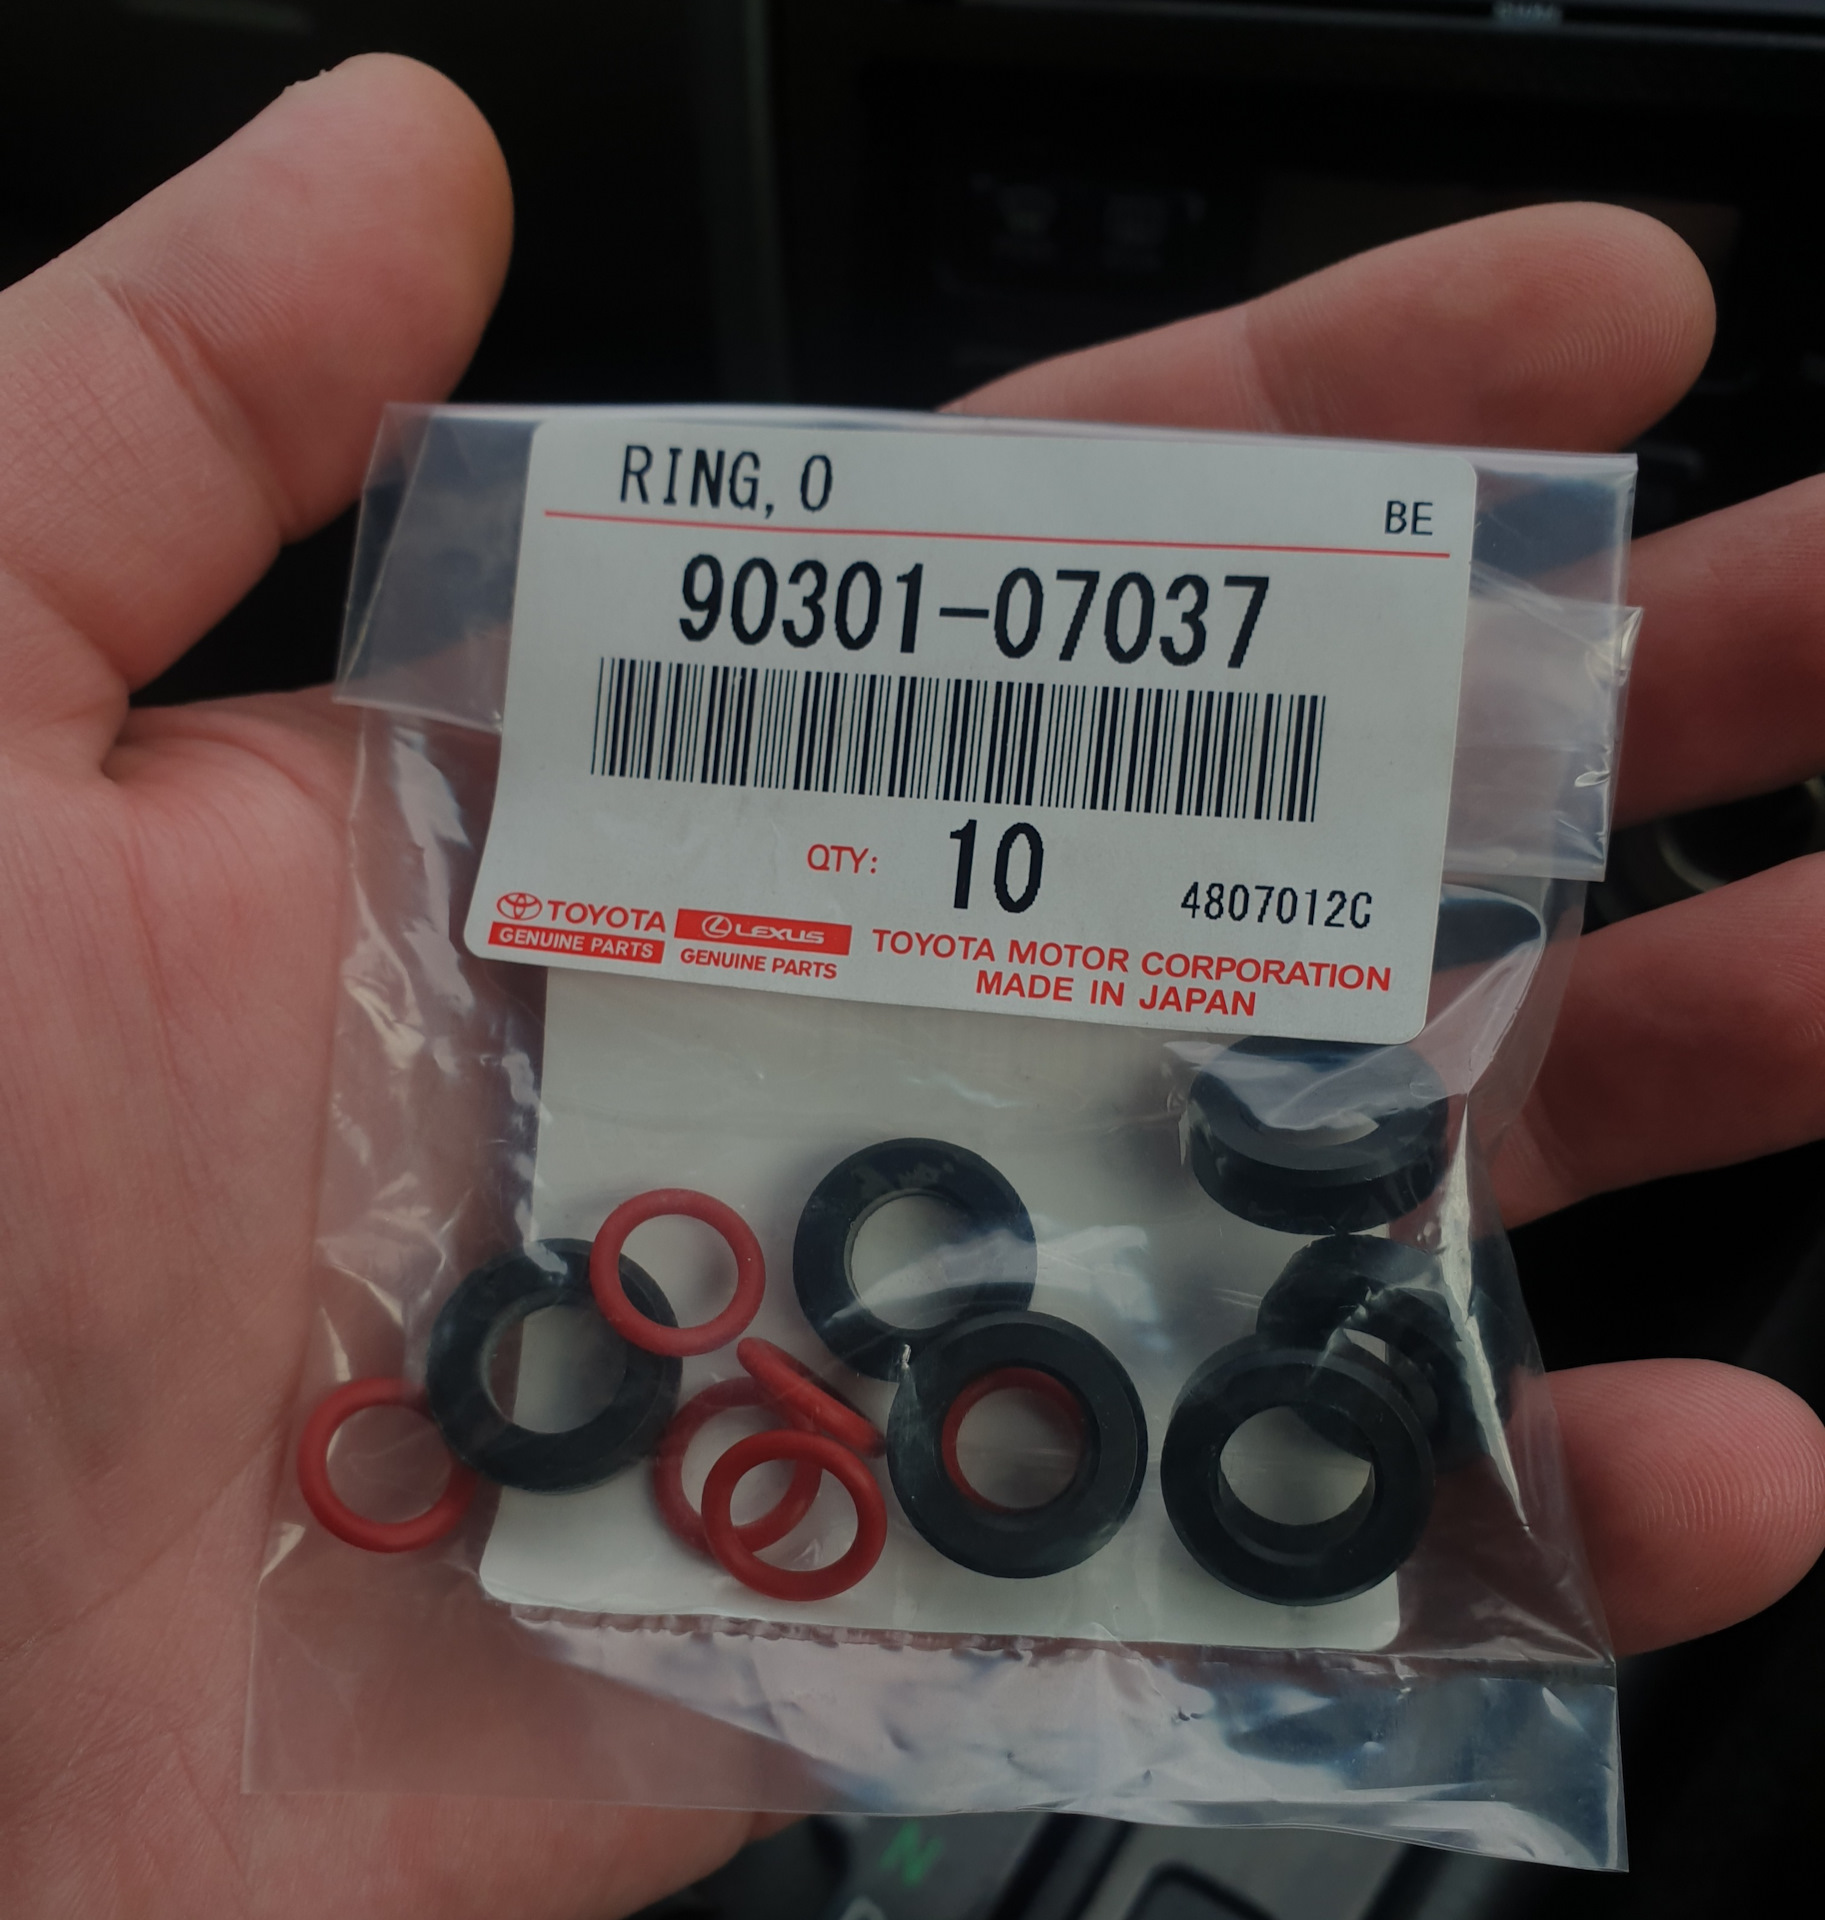 RING, O
BE
90301-07037
QTY: 10
4807012C
TOYOTA
GENUINE PARTS
LEXUS
GENUINE PARTS
TOYOTA MOTOR CORPORATION
MADE IN JAPAN
N